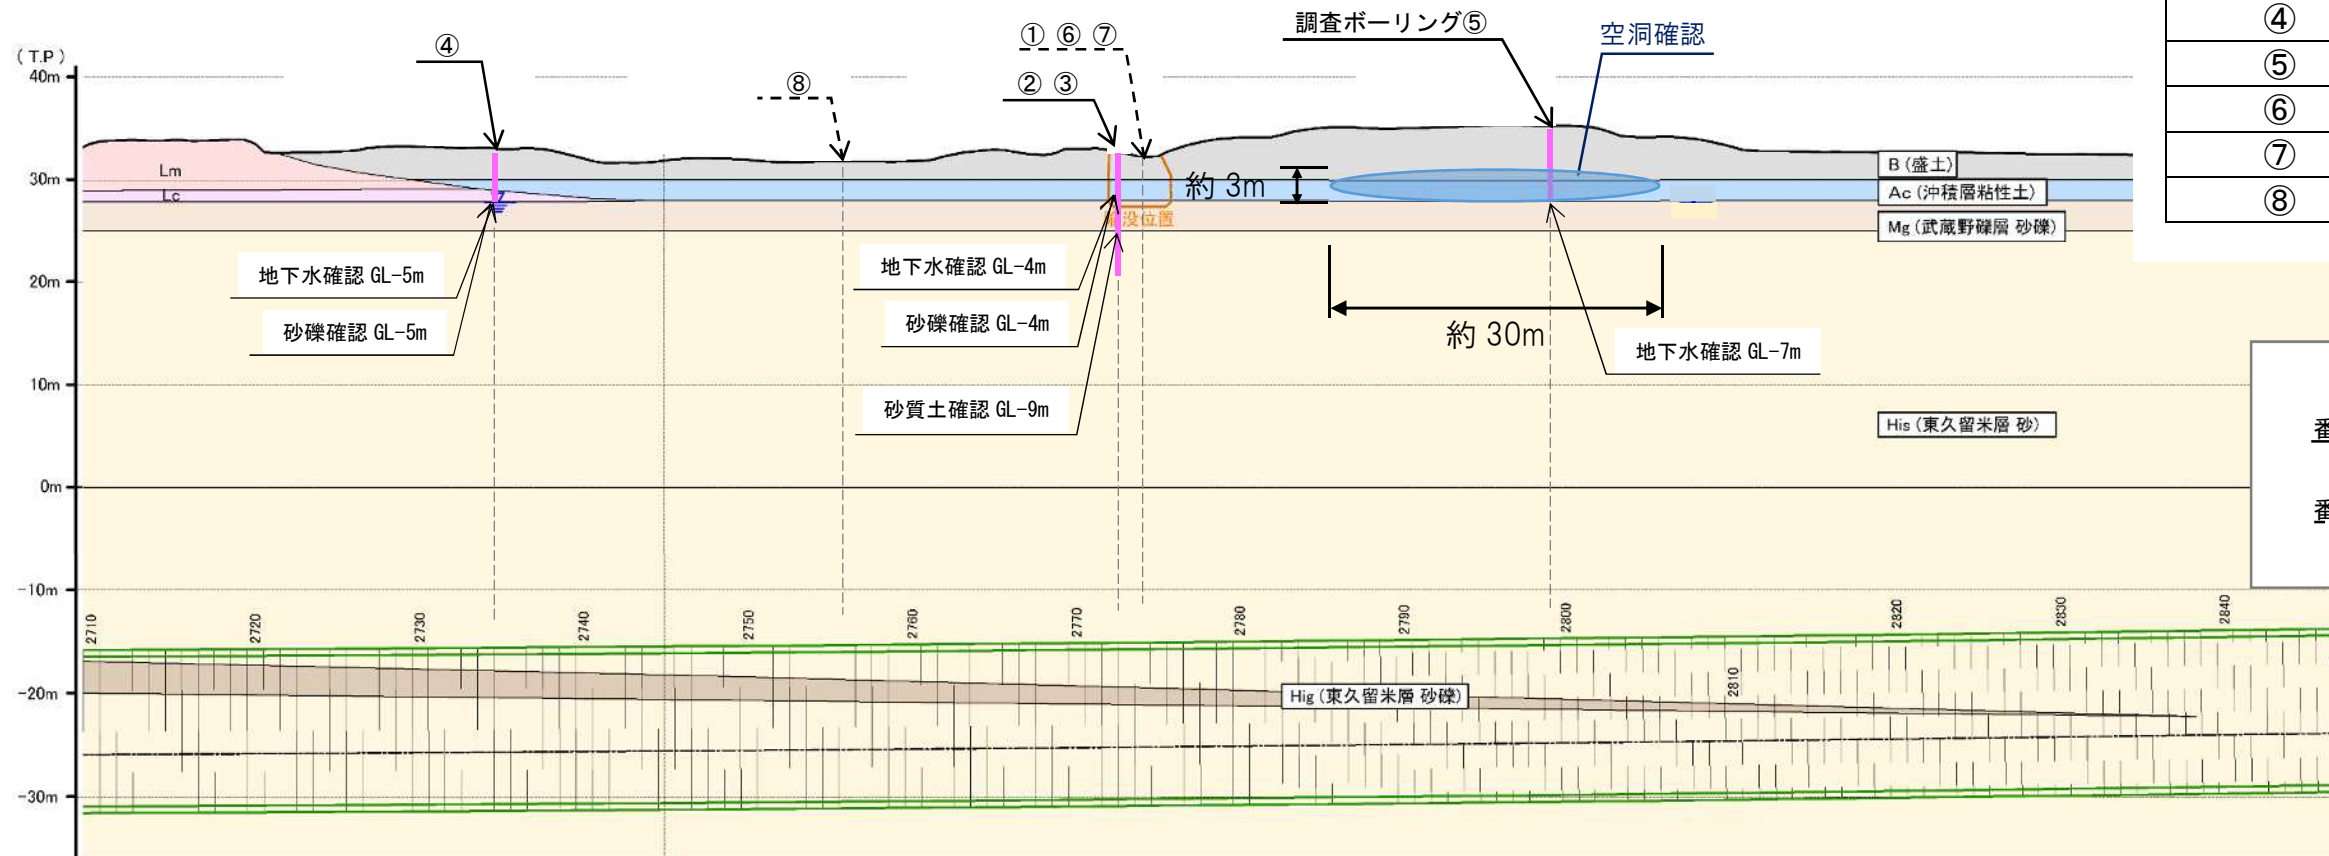 ④
⑤
⑥
⑦
⑧
(T.P)
40m
30m
20m
10m
0m
-10m
-20m
-30m
④
⑧
① ⑥ ⑦
② ③
調査ボーリング⑤
空洞確認
Lm
Lc
B (盛土)
Ac (沖積層粘性土)
Mg (武蔵野礫層 砂礫)
約 3m
没位置
地下水確認 GL-5m
砂礫確認 GL-5m
地下水確認 GL-4m
砂礫確認 GL-4m
砂質土確認 GL-9m
約 30m
地下水確認 GL-7m
His (東久留米層 砂)
2710
2720
2730
2740
2750
2760
2770
2780
2790
2800
2810
2820
2830
2840
Hig (東久留米層 砂礫)